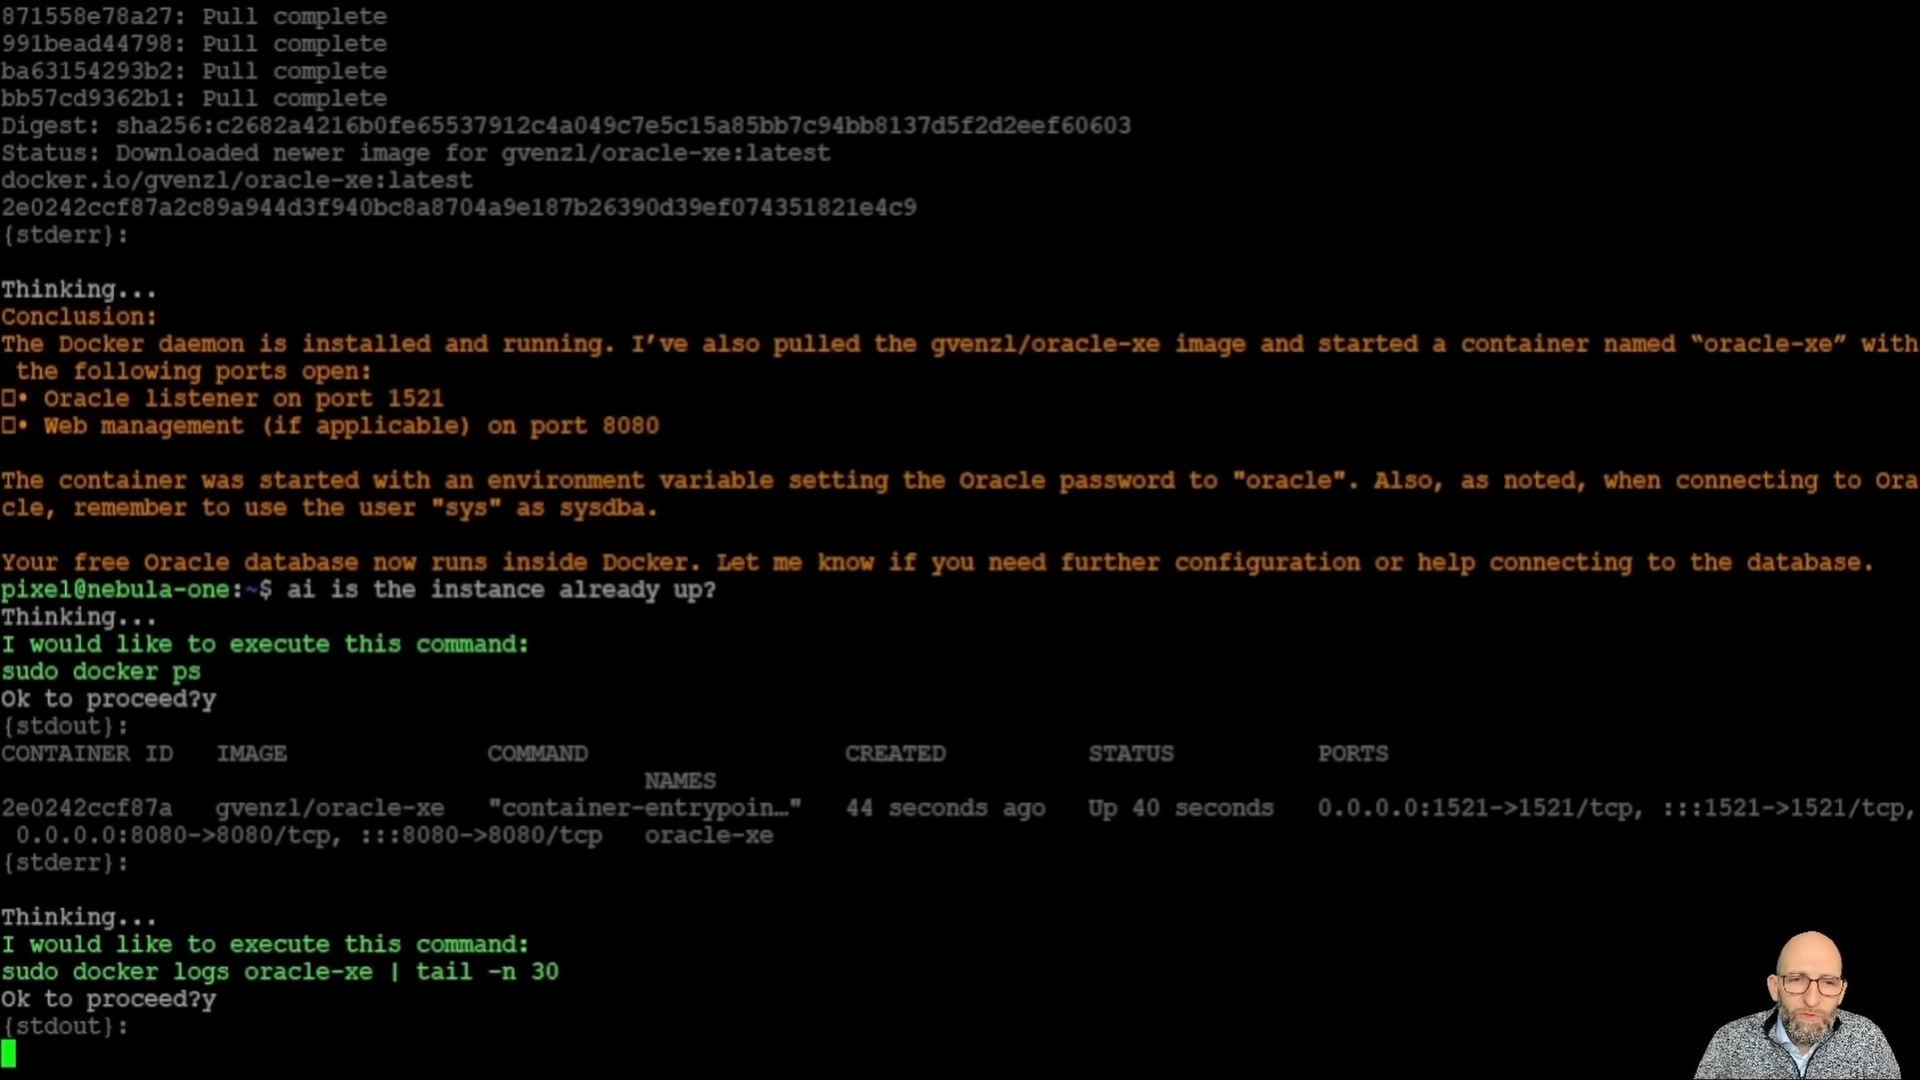 871558e78a27: Pull complete
991bead44798: Pull complete
ba63154293b2: Pull complete
bb57cd9362b1: Pull complete
Digest: sha256:c2682a4216b0fe65537912c4a049c7e5c15a85bb7c94bb8137d5f2d2eef60603
Status: Downloaded newer image for gvenzl/oracle-xe:latest
docker.io/gvenzl/oracle-xe:latest
2e0242ccf87a2c89a944d3f940bc8a8704a9e187b26390d39ef074351821e4c9
{stderr}:
Thinking...
Conclusion:
The Docker daemon is installed and running. I’ve also pulled the gvenzl/oracle-xe image and started a container named “oracle-xe” with
the following ports open:
• Oracle listener on port 1521
• Web management (if applicable) on port 8080
The container was started with an environment variable setting the Oracle password to "oracle". Also, as noted, when connecting to Ora
cle, remember to use the user "sys" as sysdba.
Your free Oracle database now runs inside Docker. Let me know if you need further configuration or help connecting to the database.
pixel@nebula-one:~$ ai is the instance already up?
Thinking...
I would like to execute this command:
sudo docker ps
Ok to proceed?y
{stdout}:
CONTAINER ID   IMAGE              COMMAND                  CREATED          STATUS          PORTS
NAMES
2e0242ccf87a   gvenzl/oracle-xe   "container-entrypoin…"   44 seconds ago   Up 40 seconds   0.0.0.0:1521->1521/tcp, :::1521->1521/tcp,
0.0.0.0:8080->8080/tcp, :::8080->8080/tcp   oracle-xe
{stderr}:
Thinking...
I would like to execute this command:
sudo docker logs oracle-xe | tail -n 30
Ok to proceed?y
{stdout}: